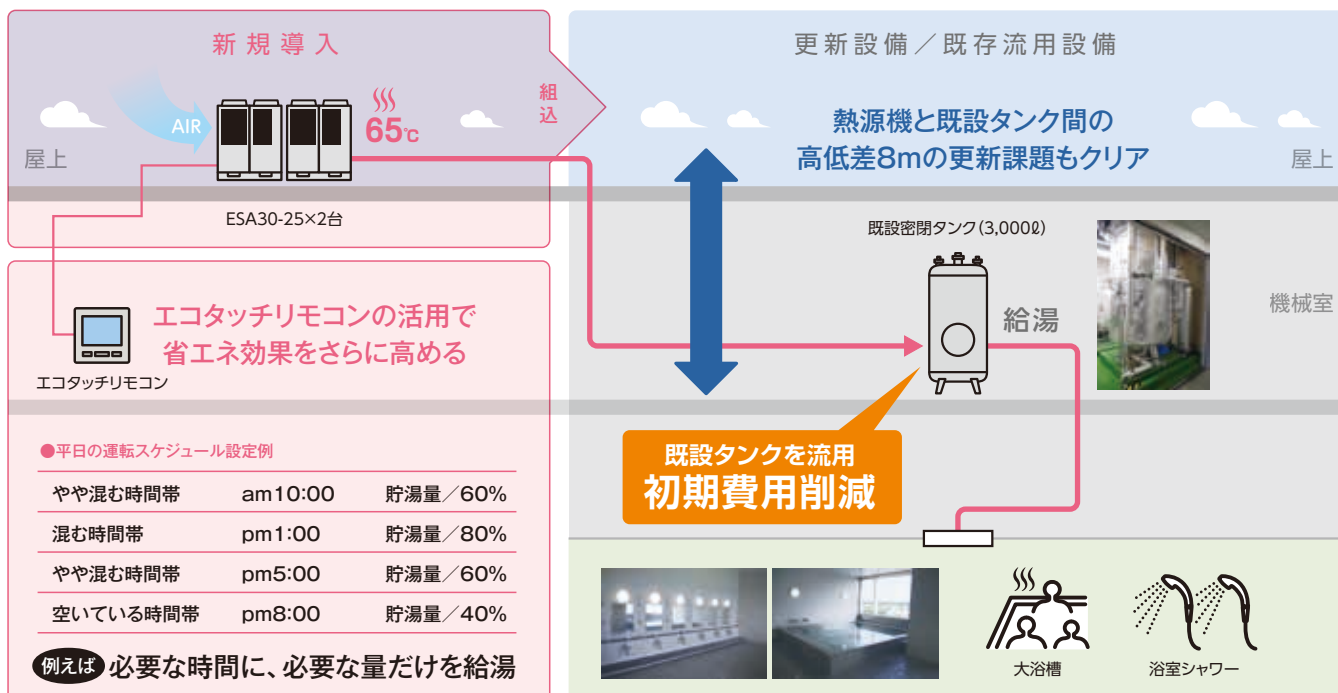 新規導入
組込
AIR
65℃
屋上
ESA30-25×2台
エコタッチリモコンの活用で
省エネ効果をさらに高める
エコタッチリモコン
●平日の運転スケジュール設定例
やや混む時間帯 am10:00 貯湯量／60%
混む時間帯 pm1:00 貯湯量／80%
やや混む時間帯 pm5:00 貯湯量／60%
空いている時間帯 pm8:00 貯湯量／40%
例えば 必要な時間に、必要な量だけを給湯
更新設備／既存流用設備
熱源機と既設タンク間の
高低差8mの更新課題もクリア
屋上
既設密閉タンク(3,000ℓ)
給湯
機械室
既設タンクを流用
初期費用削減
大浴槽
浴室シャワー